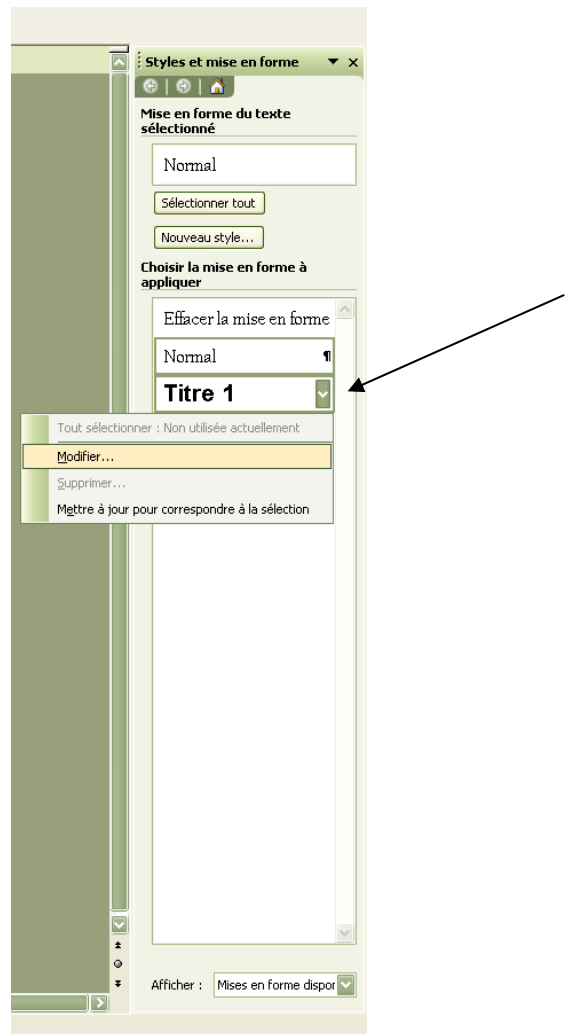 Styles et mise en forme
Mise en forme du texte
sélectionné
Normal
Sélectionner tout
Nouveau style...
Choisir la mise en forme à
appliquer
Effacer la mise en forme
Normal ¶
Titre 1
Tout sélectionner : Non utilisée actuellement
Modifier...
Supprimer...
Mettre à jour pour correspondre à la sélection
Afficher : Mises en forme dispor